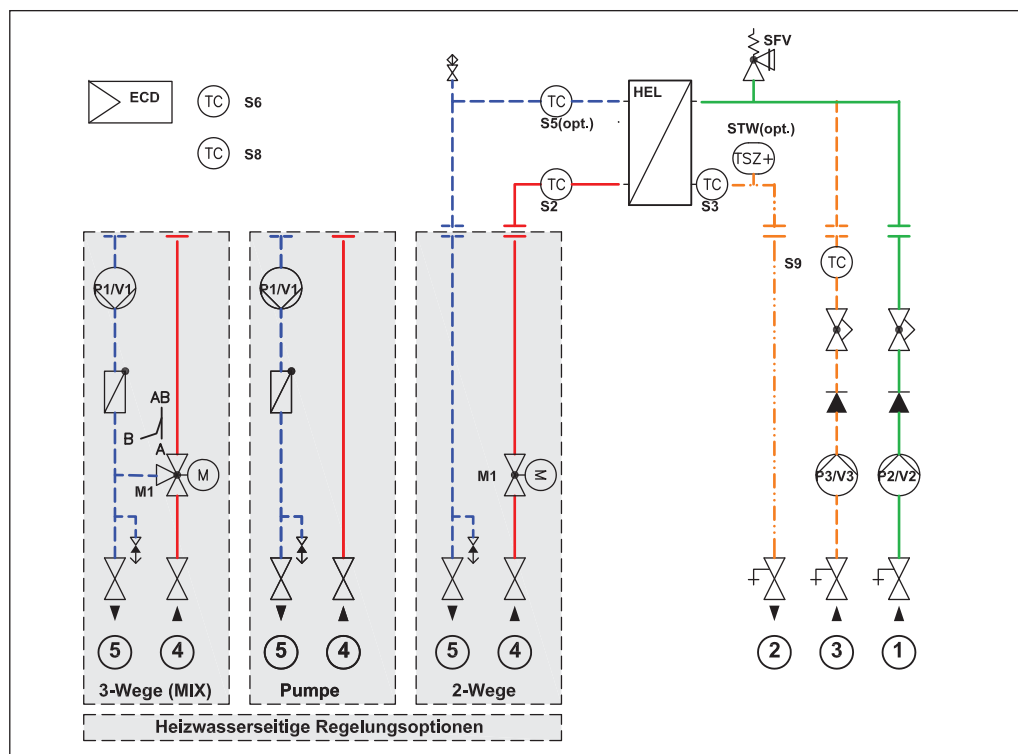 SFV
ECD
TC
S6
TC
S8
TC
S5(opt.)
HEL
STW(opt.)
TSZ+
TC
S2
TC
S3
S9
TC
P1/V1
P1/V1
AB
B
A
M1
M
M1
M
P3/V3
P2/V2
5
4
5
4
5
4
2
3
1
3-Wege (MIX)
Pumpe
2-Wege
Heizwasserseitige Regelungsoptionen